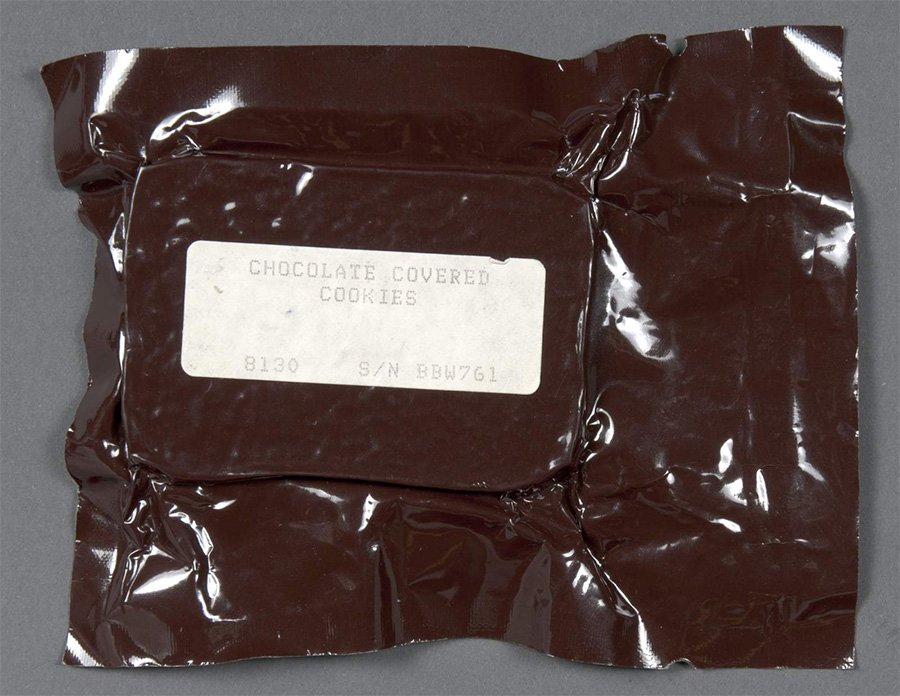 CHOCOLATE COVERED
COOKIES
8130 S/N BBW761